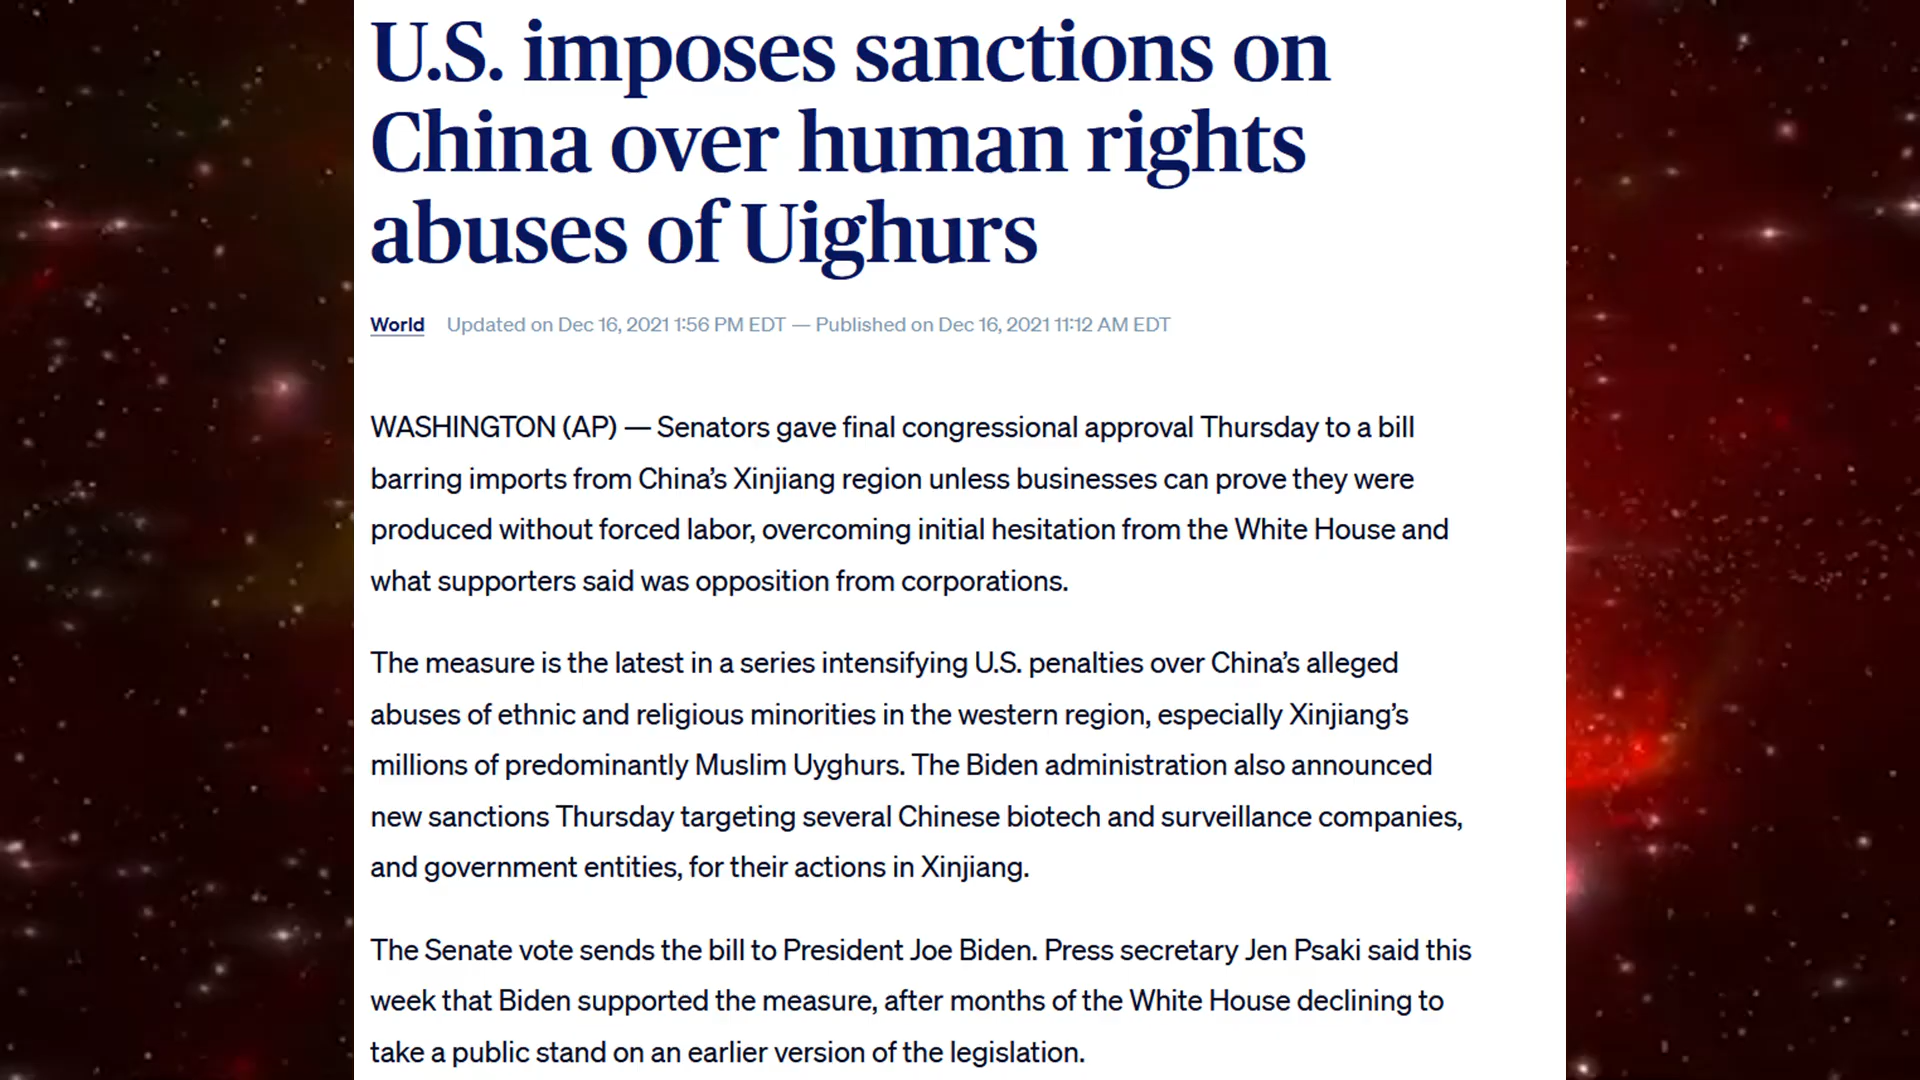 U.S. imposes sanctions on
China over human rights
abuses of Uighurs
World Updated on Dec 16, 2021 1:56 PM EDT — Published on Dec 16, 2021 11:12 AM EDT
WASHINGTON (AP) — Senators gave final congressional approval Thursday to a bill
barring imports from China’s Xinjiang region unless businesses can prove they were
produced without forced labor, overcoming initial hesitation from the White House and
what supporters said was opposition from corporations.
The measure is the latest in a series intensifying U.S. penalties over China’s alleged
abuses of ethnic and religious minorities in the western region, especially Xinjiang’s
millions of predominantly Muslim Uyghurs. The Biden administration also announced
new sanctions Thursday targeting several Chinese biotech and surveillance companies,
and government entities, for their actions in Xinjiang.
The Senate vote sends the bill to President Joe Biden. Press secretary Jen Psaki said this
week that Biden supported the measure, after months of the White House declining to
take a public stand on an earlier version of the legislation.